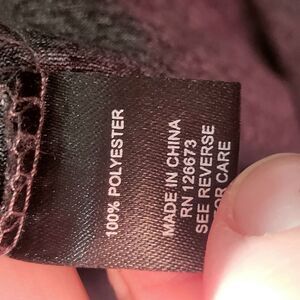 100% POLYESTER
MADE IN CHINA
RN 126673
SEE REVERSE
FOR CARE